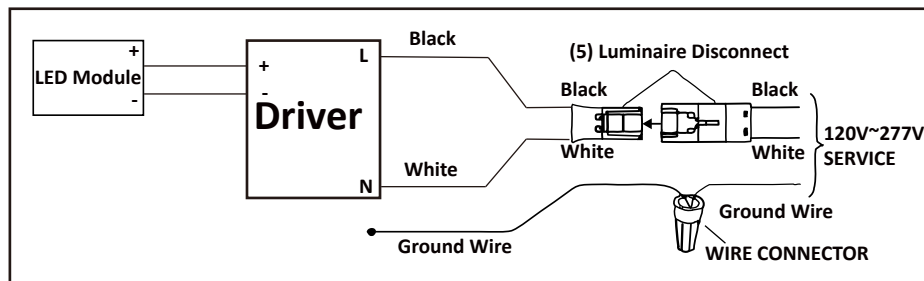 Black
(5) Luminaire Disconnect
+
LED Module
-
+
-
L
Driver
N
Black
Black
White
White
White
120V~277V
SERVICE
Ground Wire
Ground Wire
WIRE CONNECTOR